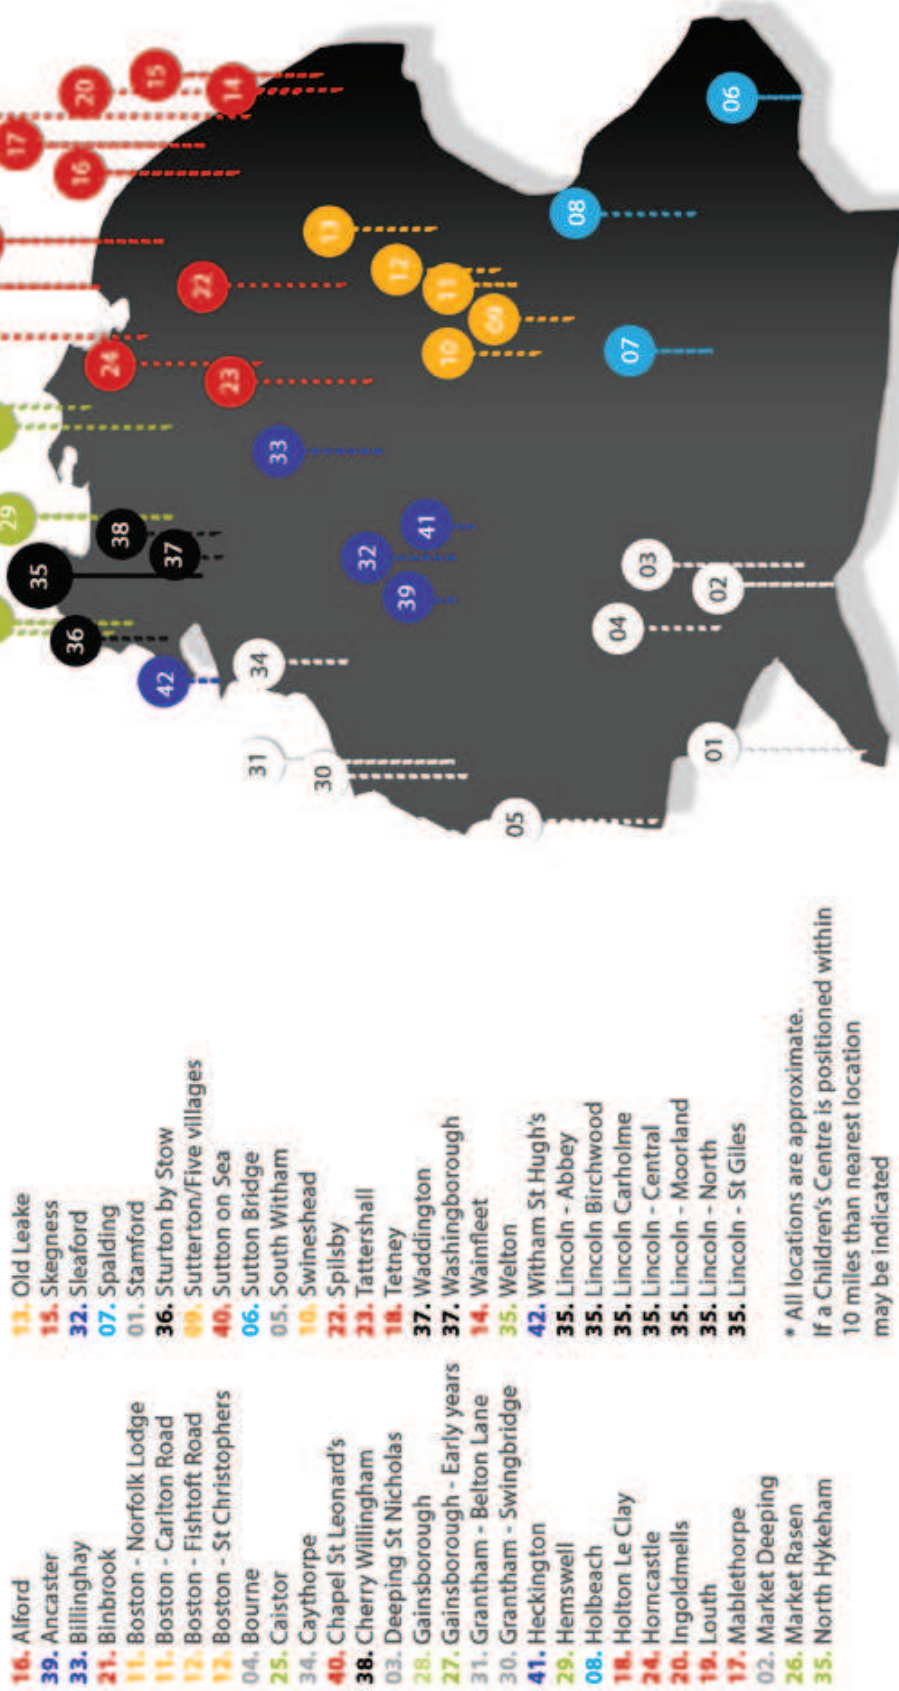 16. Alford
39. Ancaster
33. Billinghay
21. Binbrook
11. Boston - Norfolk Lodge
11. Boston - Carlton Road
12. Boston - Fishtoft Road
12. Boston - St Christophers
04. Bourne
25. Caistor
34. Caythorpe
40. Chapel St Leonard's
38. Cherry Willingham
03. Deeping St Nicholas
28. Gainsborough
27. Gainsborough - Early years
31. Grantham - Belton Lane
30. Grantham - Swingbridge
41. Heckington
29. Hemswell
08. Holbeach
18. Holton Le Clay
24. Horncastle
20. Ingoldmells
19. Louth
17. Mablethorpe
02. Market Deeping
26. Market Rasen
35. North Hykeham
13. Old Leake
15. Skegness
32. Sleaford
07. Spalding
01. Stamford
36. Sturton by Stow
09. Sutterton/Five villages
40. Sutton on Sea
06. Sutton Bridge
05. South Witham
10. Swineshead
22. Spilsby
23. Tattershall
18. Tetney
37. Waddington
37. Washingborough
14. Wainfleet
35. Welton
42. Witham St Hugh's
35. Lincoln - Abbey
35. Lincoln Birchwood
35. Lincoln Carholme
35. Lincoln - Central
35. Lincoln - Moorland
35. Lincoln - North
35. Lincoln - St Giles
* All locations are approximate.
If a Children's Centre is positioned within
10 miles than nearest location
may be indicated
29
35
36
38
37
42
34
31
30
05
01
04
02
03
39
32
41
33
24
23
22
17
16
20
15
14
13
12
11
10
09
08
07
06